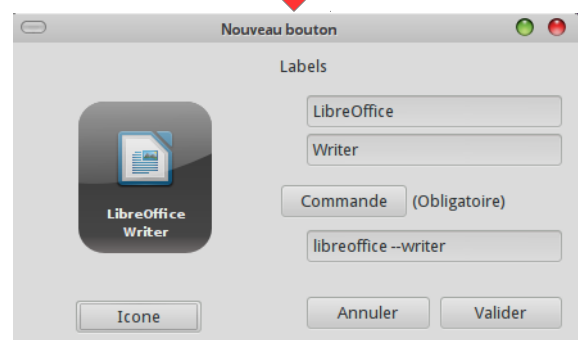 Nouveau bouton
Labels
LibreOffice
Writer
Commande (Obligatoire)
libreoffice --writer
LibreOffice
Writer
Icone
Annuler
Valider